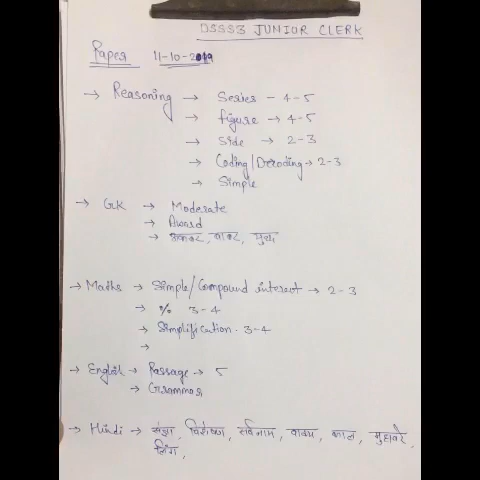 DSSSB JUNIOR CLERK
Paper 11-10-2019
→ Reasoning → Series - 4-5
→ figure → 4-5
→ Side → 2-3
→ Coding/Decoding → 2-3
→ Simple
→ GK → Moderate
→ Award
→ अकबर, बाबर,
→ Maths → Simple/Compound interest → 2-3
→ % 3-4
→ Simplification - 3-4
→
→ English → Passage → 5
→ Grammar
→ Hindi → संज्ञा, विशेषण, सर्वनाम, वाक्य, काल, मुहावरे,
लिंग,